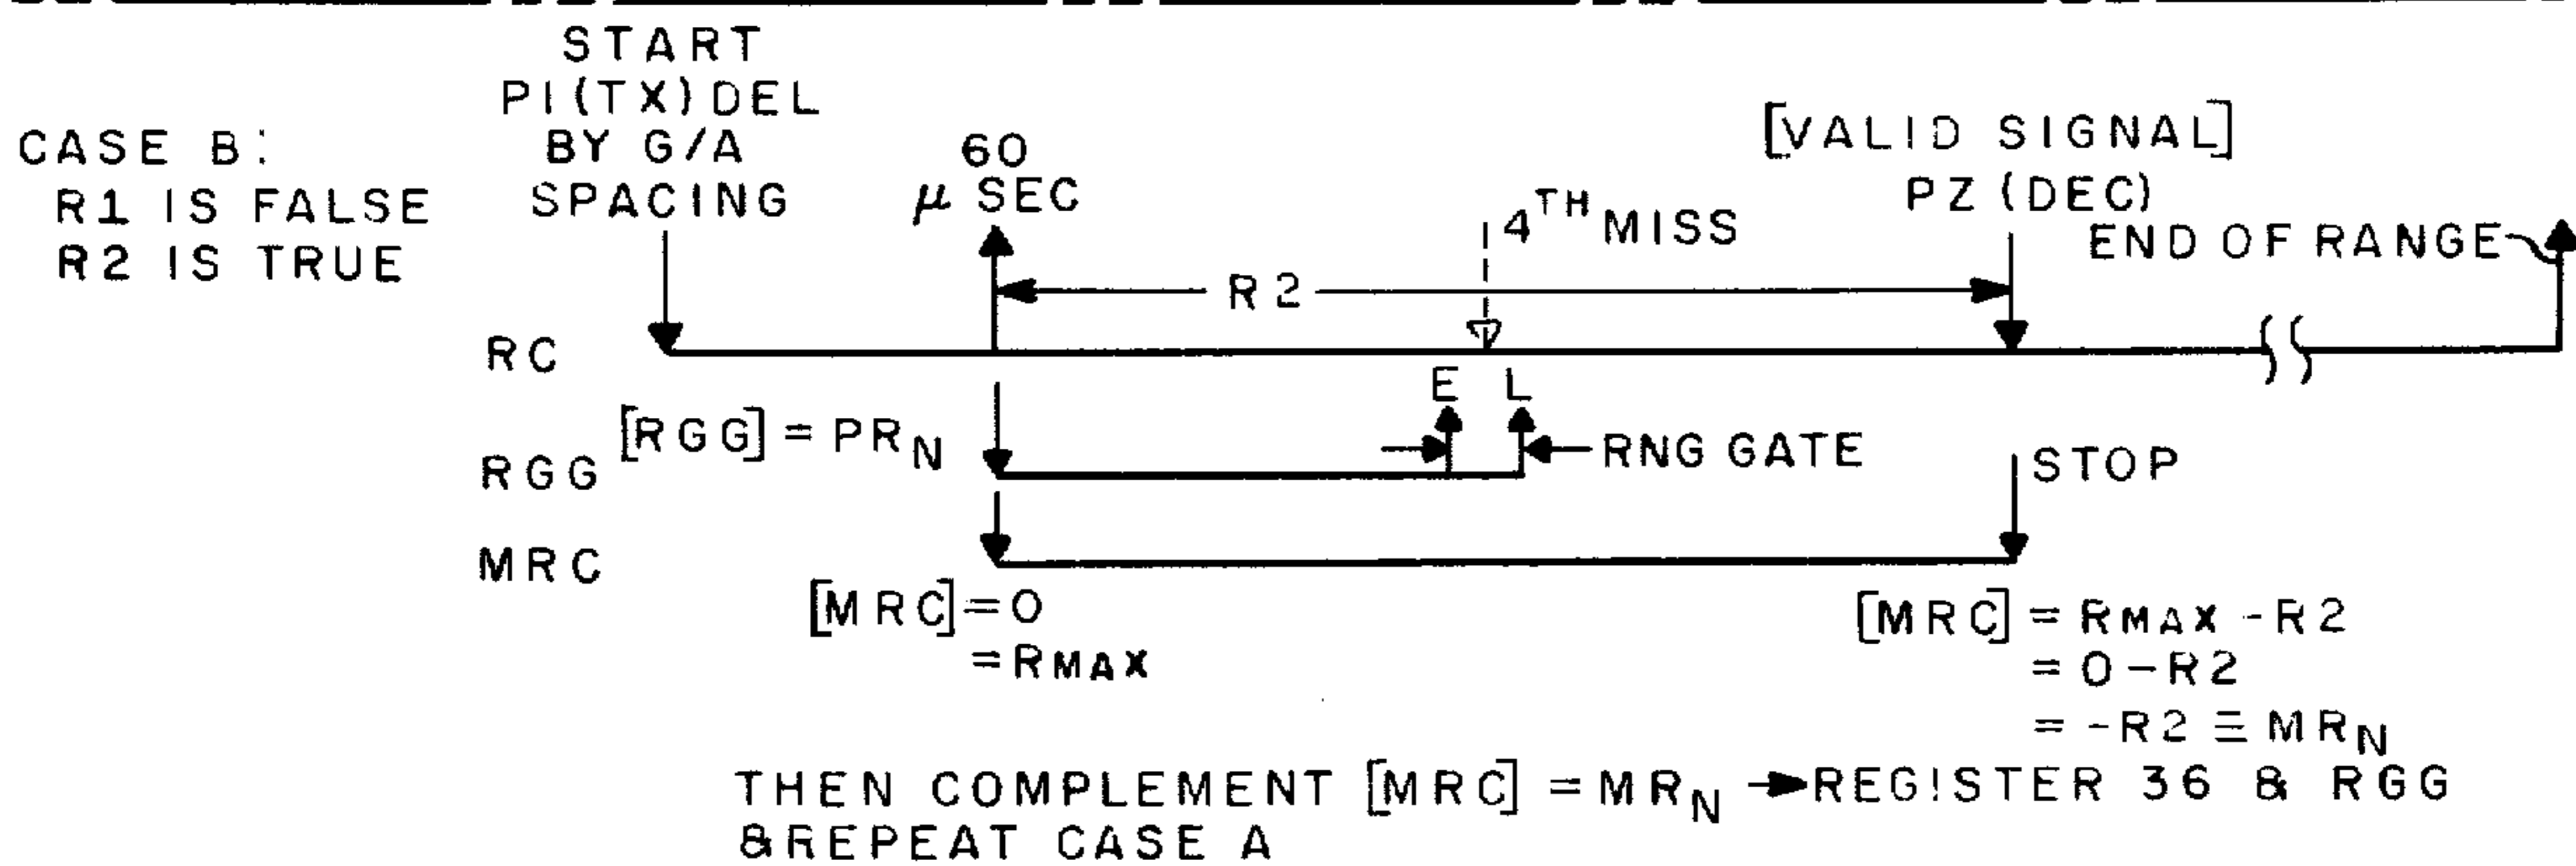 CASE B:
R1 IS FALSE
R2 IS TRUE
START
PI(TX)DEL
BY G/A
SPACING
60
μ SEC
4TH MISS
[VALID SIGNAL]
PZ (DEC)
END OF RANGE
R2
RC
E L
[RGG] = PRN
RNG GATE
RGG
STOP
MRC
[MRC]=0
=RMAX
[MRC] = RMAX -R2
= 0-R2
= -R2 ≡ MRN
THEN COMPLEMENT [MRC] = MRN → REGISTER 36 & RGG
&REPEAT CASE A